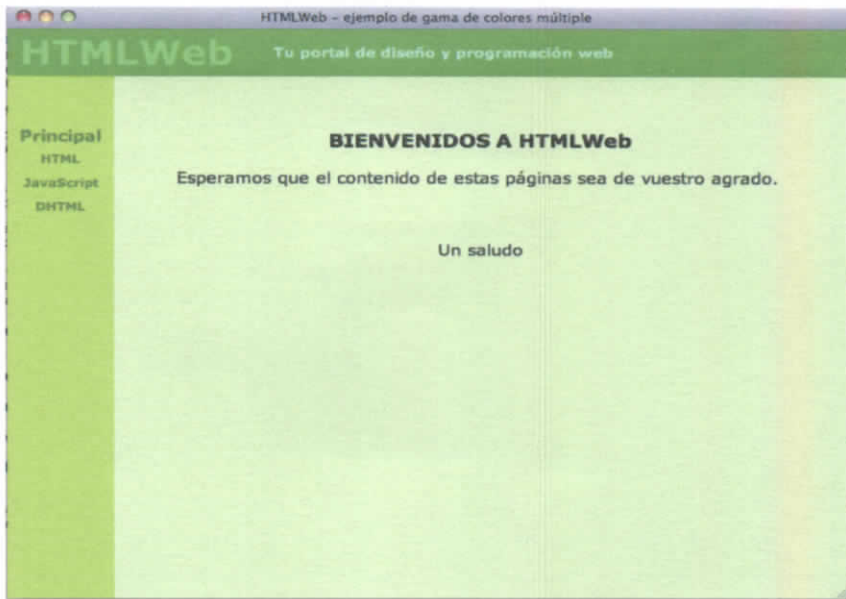 HTMLWeb – ejemplo de gama de colores múltiple
HTMLWeb
Tu portal de diseño y programación web
Principal
HTML
JavaScript
DHTML
BIENVENIDOS A HTMLWeb
Esperamos que el contenido de estas páginas sea de vuestro agrado.
Un saludo